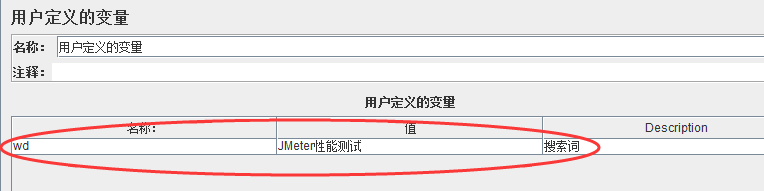 用户定义的变量
名称: 用户定义的变量
注释:
用户定义的变量
名称: 值 Description
wd JMeter性能测试 搜索词